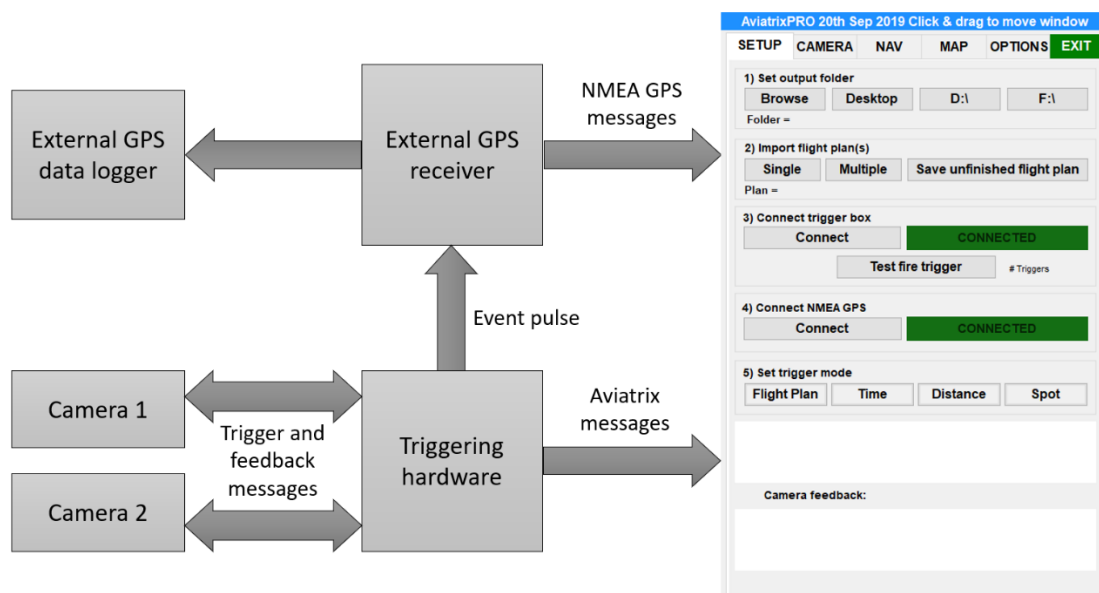 External GPS
data logger
External GPS
receiver
NMEA GPS
messages
Event pulse
Camera 1
Trigger and
feedback
messages
Camera 2
Triggering
hardware
Aviatrix
messages
AviatrixPRO 20th Sep 2019 Click & drag to move window
SETUP CAMERA NAV MAP OPTIONS EXIT
1) Set output folder
Browse Desktop D:\ F:\
Folder =
2) Import flight plan(s)
Single Multiple Save unfinished flight plan
Plan =
3) Connect trigger box
Connect CONNECTED
Test fire trigger # Triggers
4) Connect NMEA GPS
Connect CONNECTED
5) Set trigger mode
Flight Plan Time Distance Spot
Camera feedback: